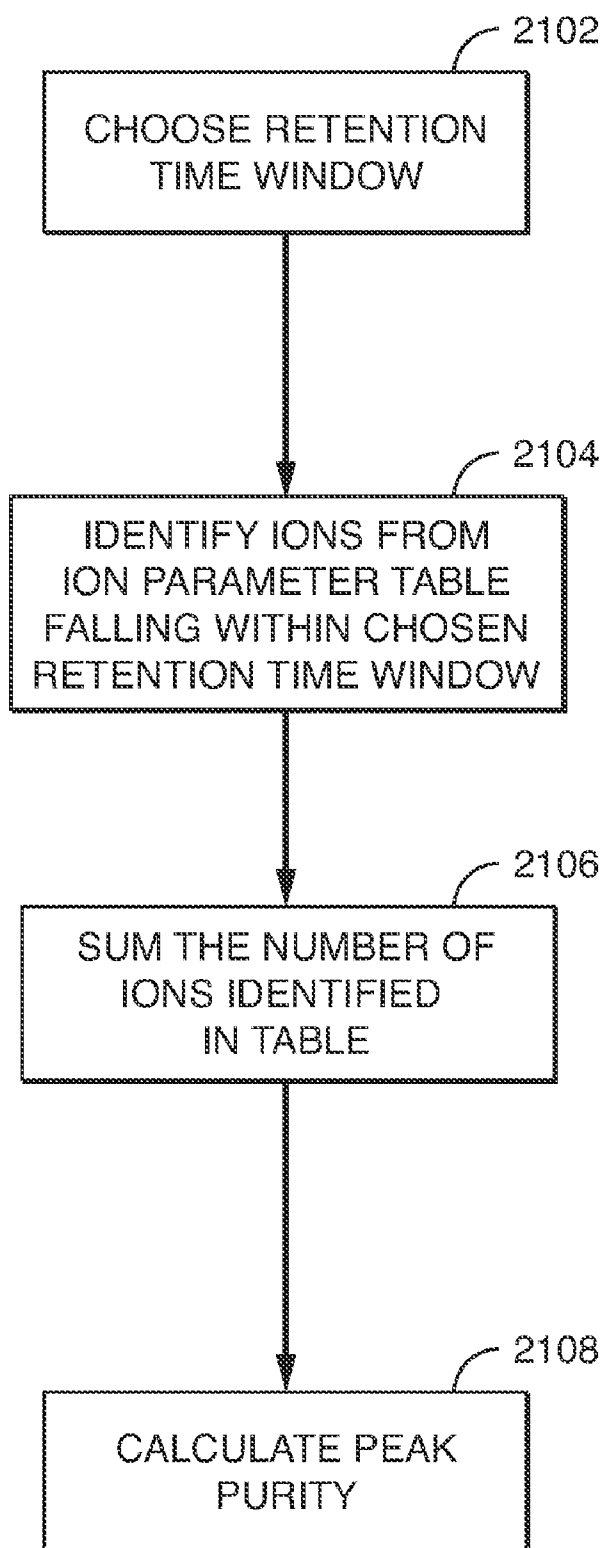 2102
CHOOSE RETENTION
TIME WINDOW
2104
IDENTIFY IONS FROM
ION PARAMETER TABLE
FALLING WITHIN CHOSEN
RETENTION TIME WINDOW
2106
SUM THE NUMBER OF
IONS IDENTIFIED
IN TABLE
2108
CALCULATE PEAK
PURITY